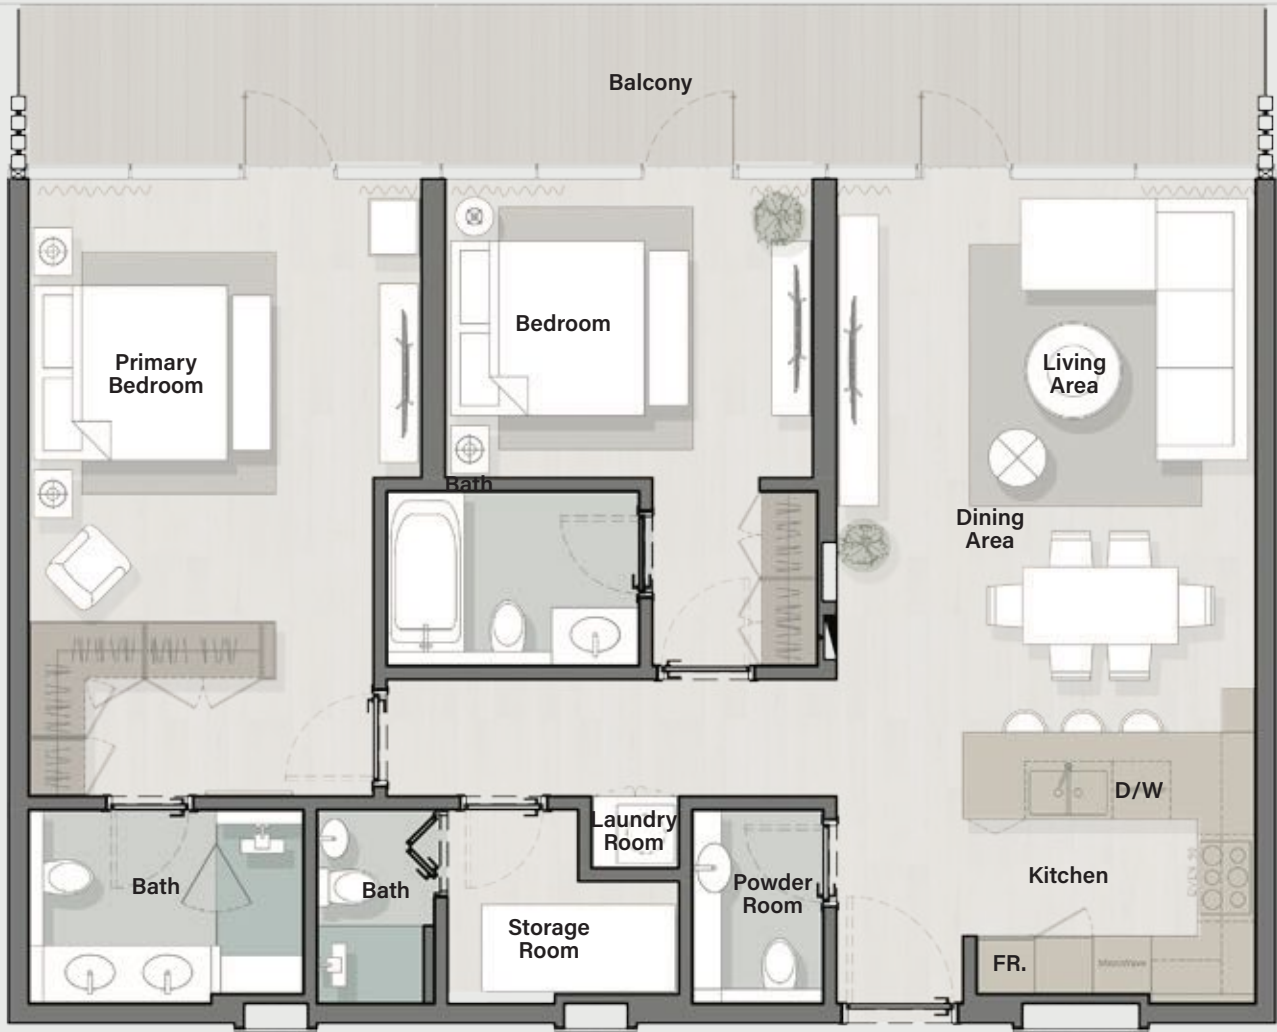 Balcony
Primary
Bedroom
Bedroom
Living
Area
Bath
Dining
Area
D/W
Laundry
Room
Bath
Bath
Powder
Room
Kitchen
Storage
Room
FR.
Microwave